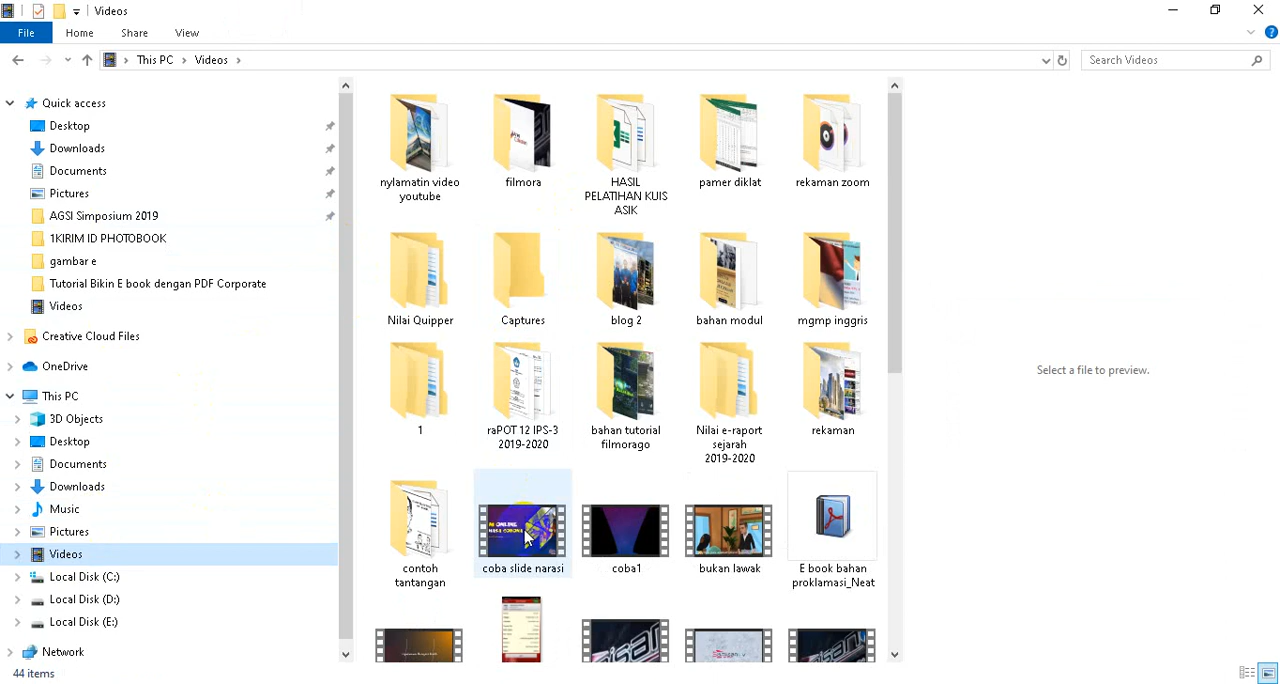 Videos
File
Home
Share
View
This PC
Videos
Search Videos
Quick access
Desktop
Downloads
Documents
Pictures
AGSI Simposium 2019
1KIRIM ID PHOTOBOOK
gambar e
Tutorial Bikin E book dengan PDF Corporate
Videos
Creative Cloud Files
OneDrive
This PC
3D Objects
Desktop
Documents
Downloads
Music
Pictures
Videos
Local Disk (C:)
Local Disk (D:)
Local Disk (E:)
Network
nylamatin video
youtube
filmora
HASIL
PELATIHAN KUIS
ASIK
pamer diklat
rekaman zoom
Nilai Quipper
Captures
blog 2
bahan modul
mgmp inggris
1
raPOT 12 IPS-3
2019-2020
bahan tutorial
filmorago
Nilai e-raport
sejarah
2019-2020
rekaman
contoh
tantangan
coba slide narasi
coba1
bukan lawak
E book bahan
proklamasi_Neat
Select a file to preview.
44 items